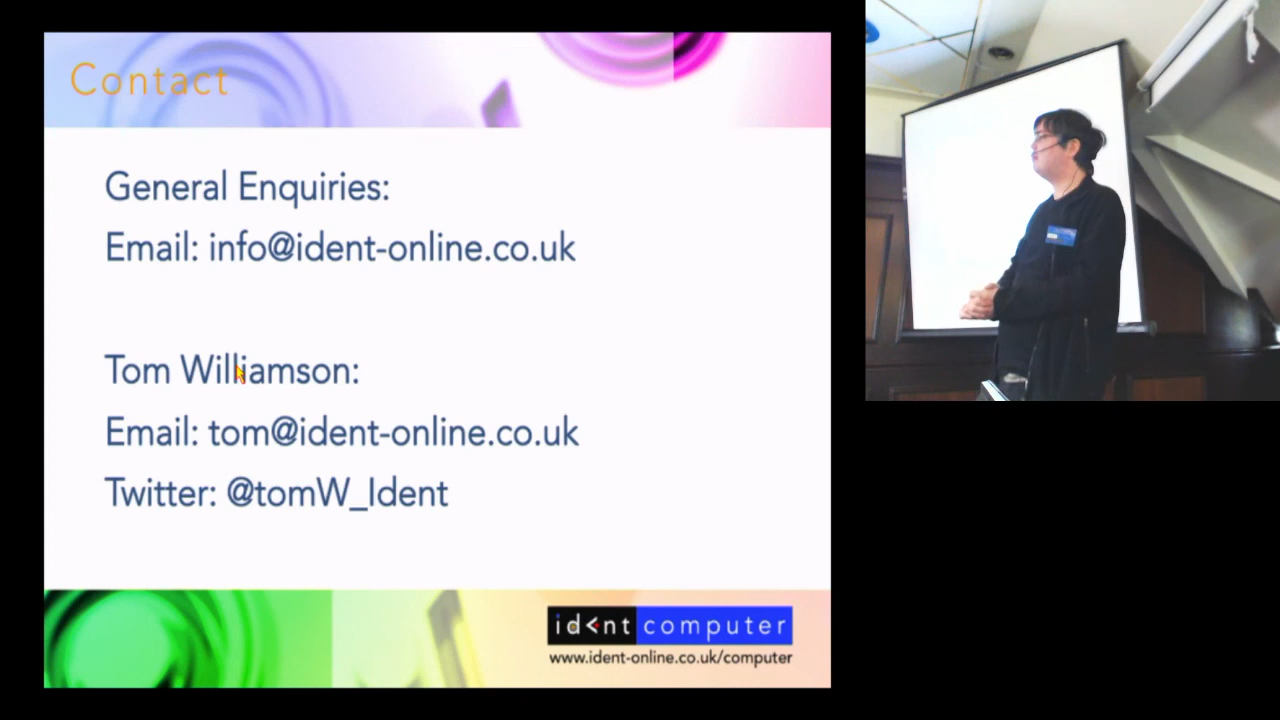 Contact
General Enquiries:
Email: info@ident-online.co.uk
Tom Williamson:
Email: tom@ident-online.co.uk
Twitter: @tomW_Ident
id<nt computer
www.ident-online.co.uk/computer